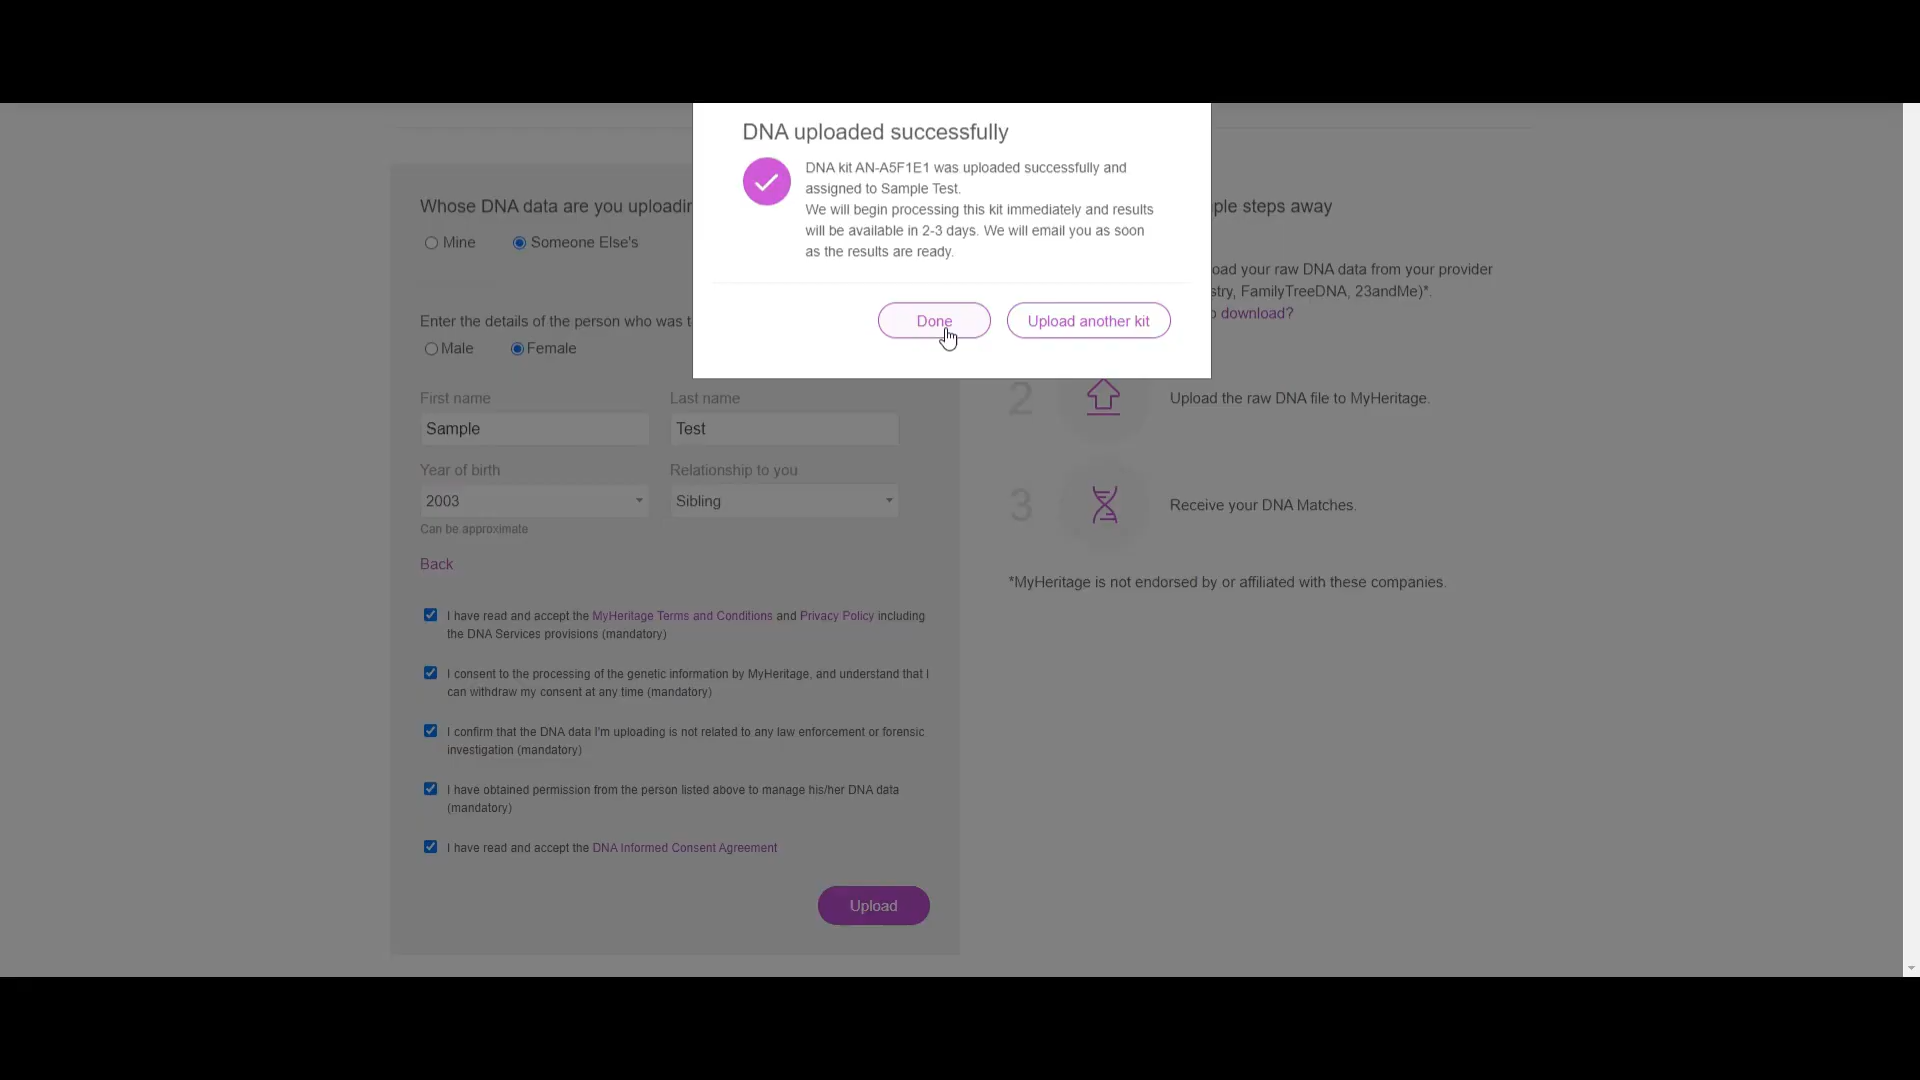 DNA uploaded successfully
DNA kit AN-A5F1E1 was uploaded successfully and
assigned to Sample Test.
We will begin processing this kit immediately and results
will be available in 2-3 days. We will email you as soon
as the results are ready.
Done
Upload another kit
Whose DNA data are you uploadin
Mine
Someone Else's
Enter the details of the person who was t
Male
Female
First name
Last name
Sample
Test
Year of birth
Relationship to you
2003
Sibling
Can be approximate
Back
I have read and accept the MyHeritage Terms and Conditions and Privacy Policy including
the DNA Services provisions (mandatory)
I consent to the processing of the genetic information by MyHeritage, and understand that I
can withdraw my consent at any time (mandatory)
I confirm that the DNA data I'm uploading is not related to any law enforcement or forensic
investigation (mandatory)
I have obtained permission from the person listed above to manage his/her DNA data
(mandatory)
I have read and accept the DNA Informed Consent Agreement
Upload
ple steps away
oad your raw DNA data from your provider
stry, FamilyTreeDNA, 23andMe)*.
o download?
2
Upload the raw DNA file to MyHeritage.
3
Receive your DNA Matches.
*MyHeritage is not endorsed by or affiliated with these companies.